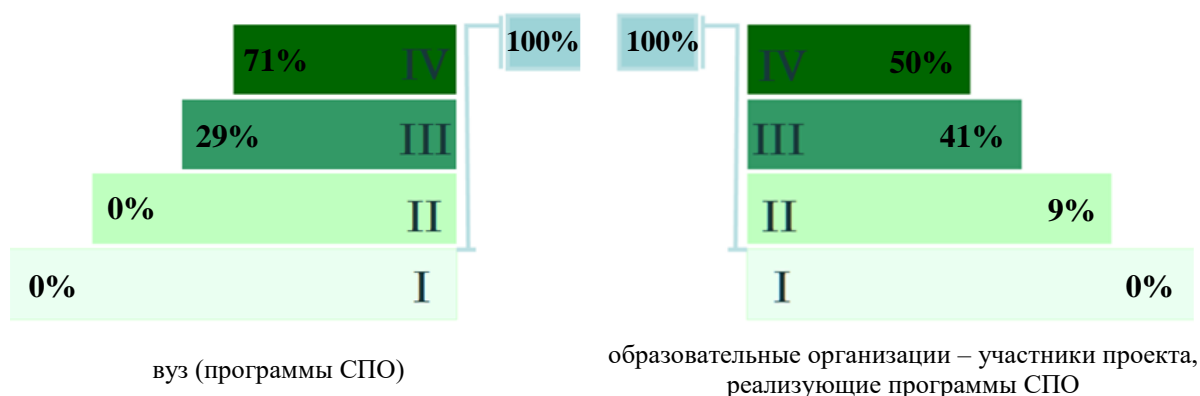 71% IV
29% III
0% II
0% I
100%
вуз (программы СПО)
100%
IV 50%
III 41%
II 9%
I 0%
образовательные организации – участники проекта,
реализующие программы СПО